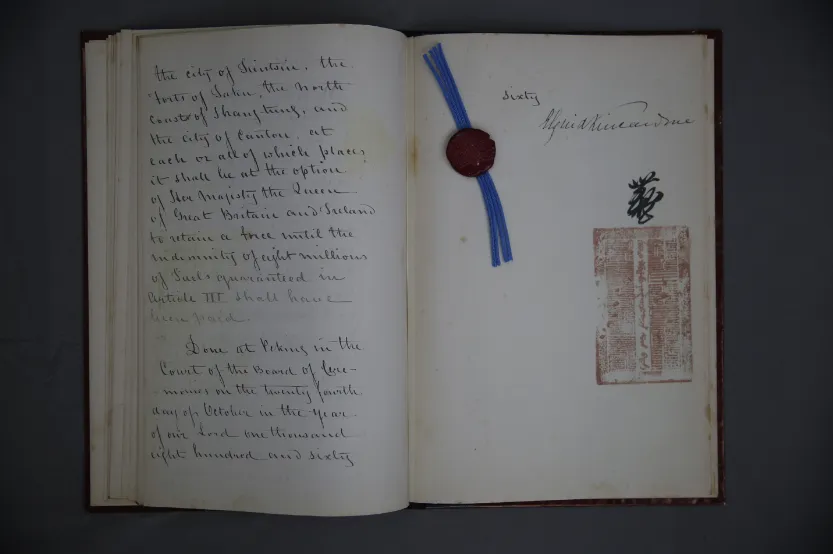 the city of Tientsin, the
Forts of Taku, the North
coast of Shangtung, and
the city of Canton, at
each or all of which places
it shall be at the option
of Her Majesty the Queen
of Great Britain and Ireland
to retain a force until the
indemnity of eight millions
of Taels guaranteed in
Article III shall have
been paid.
Done at Peking in the
Court of the Board of Cere-
-monies on the twenty fourth
day of October in the year
of our Lord one thousand
eight hundred and sixty
sixty
Elgin & Kincardine